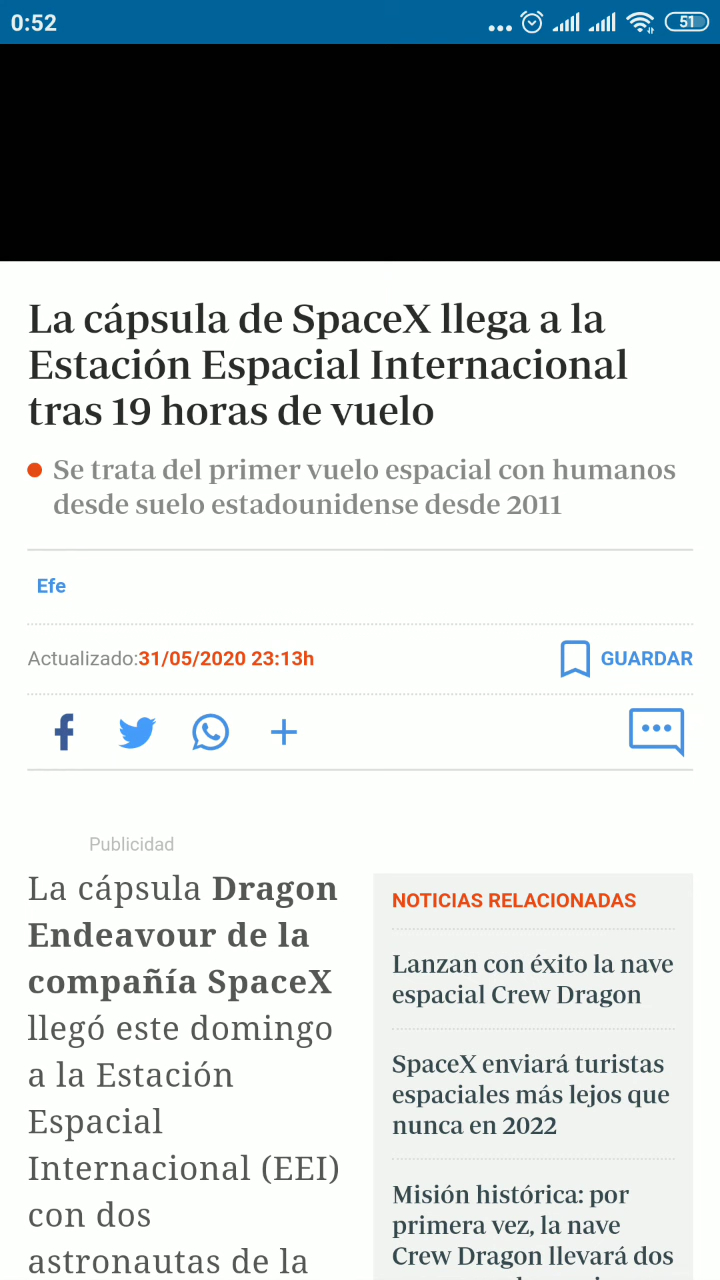 0:52
51
La cápsula de SpaceX llega a la
Estación Espacial Internacional
tras 19 horas de vuelo
Se trata del primer vuelo espacial con humanos
desde suelo estadounidense desde 2011
Efe
Actualizado:31/05/2020 23:13h
GUARDAR
Publicidad
La cápsula Dragon
Endeavour de la
compañía SpaceX
llegó este domingo
a la Estación
Espacial
Internacional (EEI)
con dos
astronautas de la
NOTICIAS RELACIONADAS
Lanzan con éxito la nave
espacial Crew Dragon
SpaceX enviará turistas
espaciales más lejos que
nunca en 2022
Misión histórica: por
primera vez, la nave
Crew Dragon llevará dos